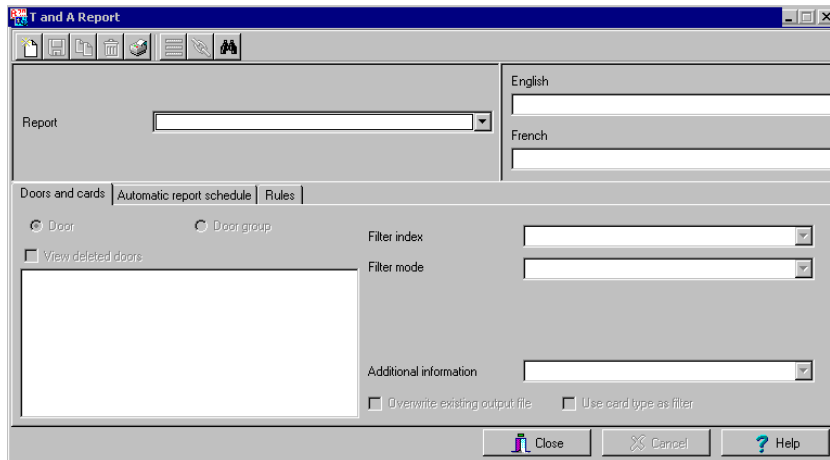 T and A Report
English
Report
French
Doors and cards Automatic report schedule Rules
Door Door group
Filter index
View deleted doors
Filter mode
Additional information
Overwrite existing output file Use card type as filter
Close Cancel Help